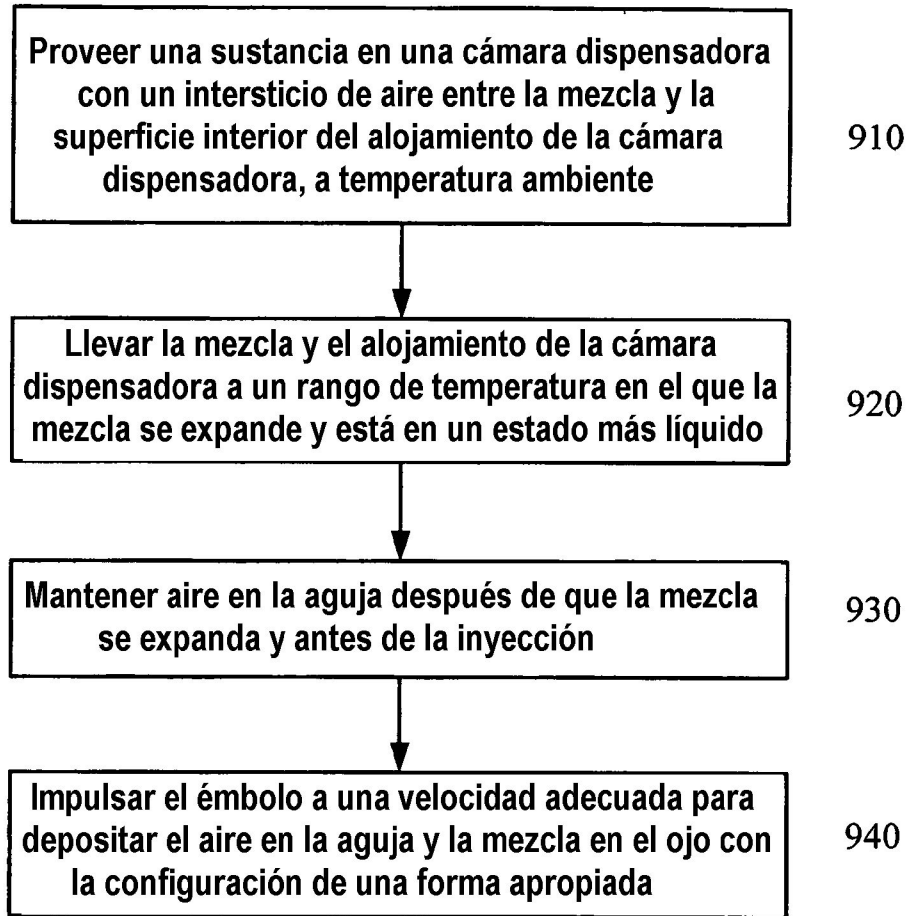 Proveer una sustancia en una cámara dispensadora
con un intersticio de aire entre la mezcla y la
superficie interior del alojamiento de la cámara
dispensadora, a temperatura ambiente
910
Llevar la mezcla y el alojamiento de la cámara
dispensadora a un rango de temperatura en el que la
mezcla se expande y está en un estado más líquido
920
Mantener aire en la aguja después de que la mezcla
se expanda y antes de la inyección
930
Impulsar el émbolo a una velocidad adecuada para
depositar el aire en la aguja y la mezcla en el ojo con
la configuración de una forma apropiada
940